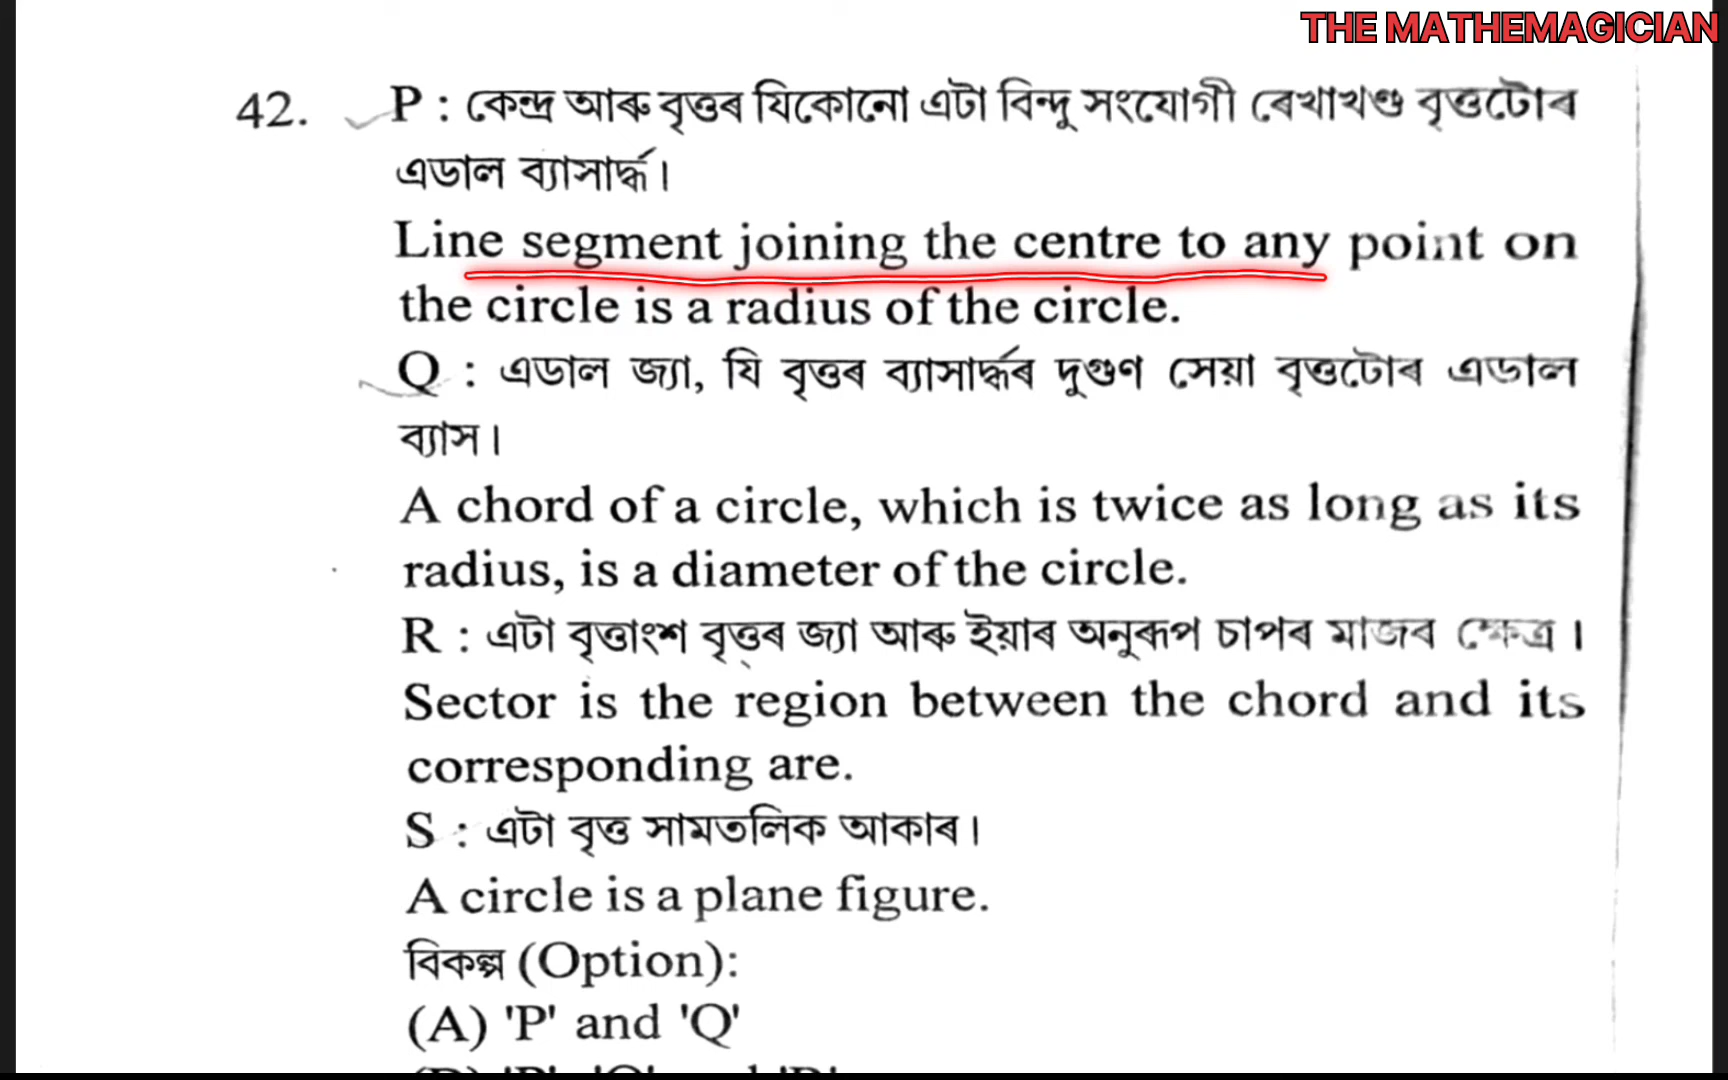 THE MATHEMAGICIAN
42. P : কেন্দ্ৰ আৰু বৃত্তৰ যিকোনো এটা বিন্দু সংযোগী ৰেখাখণ্ড বৃত্তটোৰ
এডাল ব্যাসাৰ্দ্ধ।
Line segment joining the centre to any point on
the circle is a radius of the circle.
Q : এডাল জ্যা, যি বৃত্তৰ ব্যাসাৰ্দ্ধৰ দুগুণ সেয়া বৃত্তটোৰ এডাল
ব্যাস।
A chord of a circle, which is twice as long as its
radius, is a diameter of the circle.
R : এটা বৃত্তাংশ বৃত্তৰ জ্যা আৰু ইয়াৰ অনুৰূপ চাপৰ মাজৰ ক্ষেত্ৰ।
Sector is the region between the chord and its
corresponding are.
S : এটা বৃত্ত সামতলিক আকাৰ।
A circle is a plane figure.
বিকল্প (Option):
(A) 'P' and 'Q'